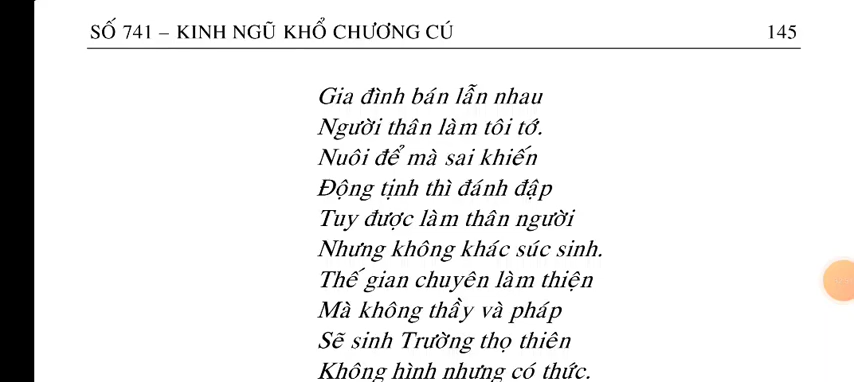 SỐ 741 – KINH NGŨ KHỔ CHƯƠNG CÚ 145
Gia đình bán lẫn nhau
Người thân làm tôi tớ.
Nuôi để mà sai khiến
Động tịnh thì đánh đập
Tuy được làm thân người
Nhưng không khác súc sinh.
Thế gian chuyên làm thiện
Mà không thầy và pháp
Sẽ sinh Trường thọ thiên
Không hình nhưng có thức.